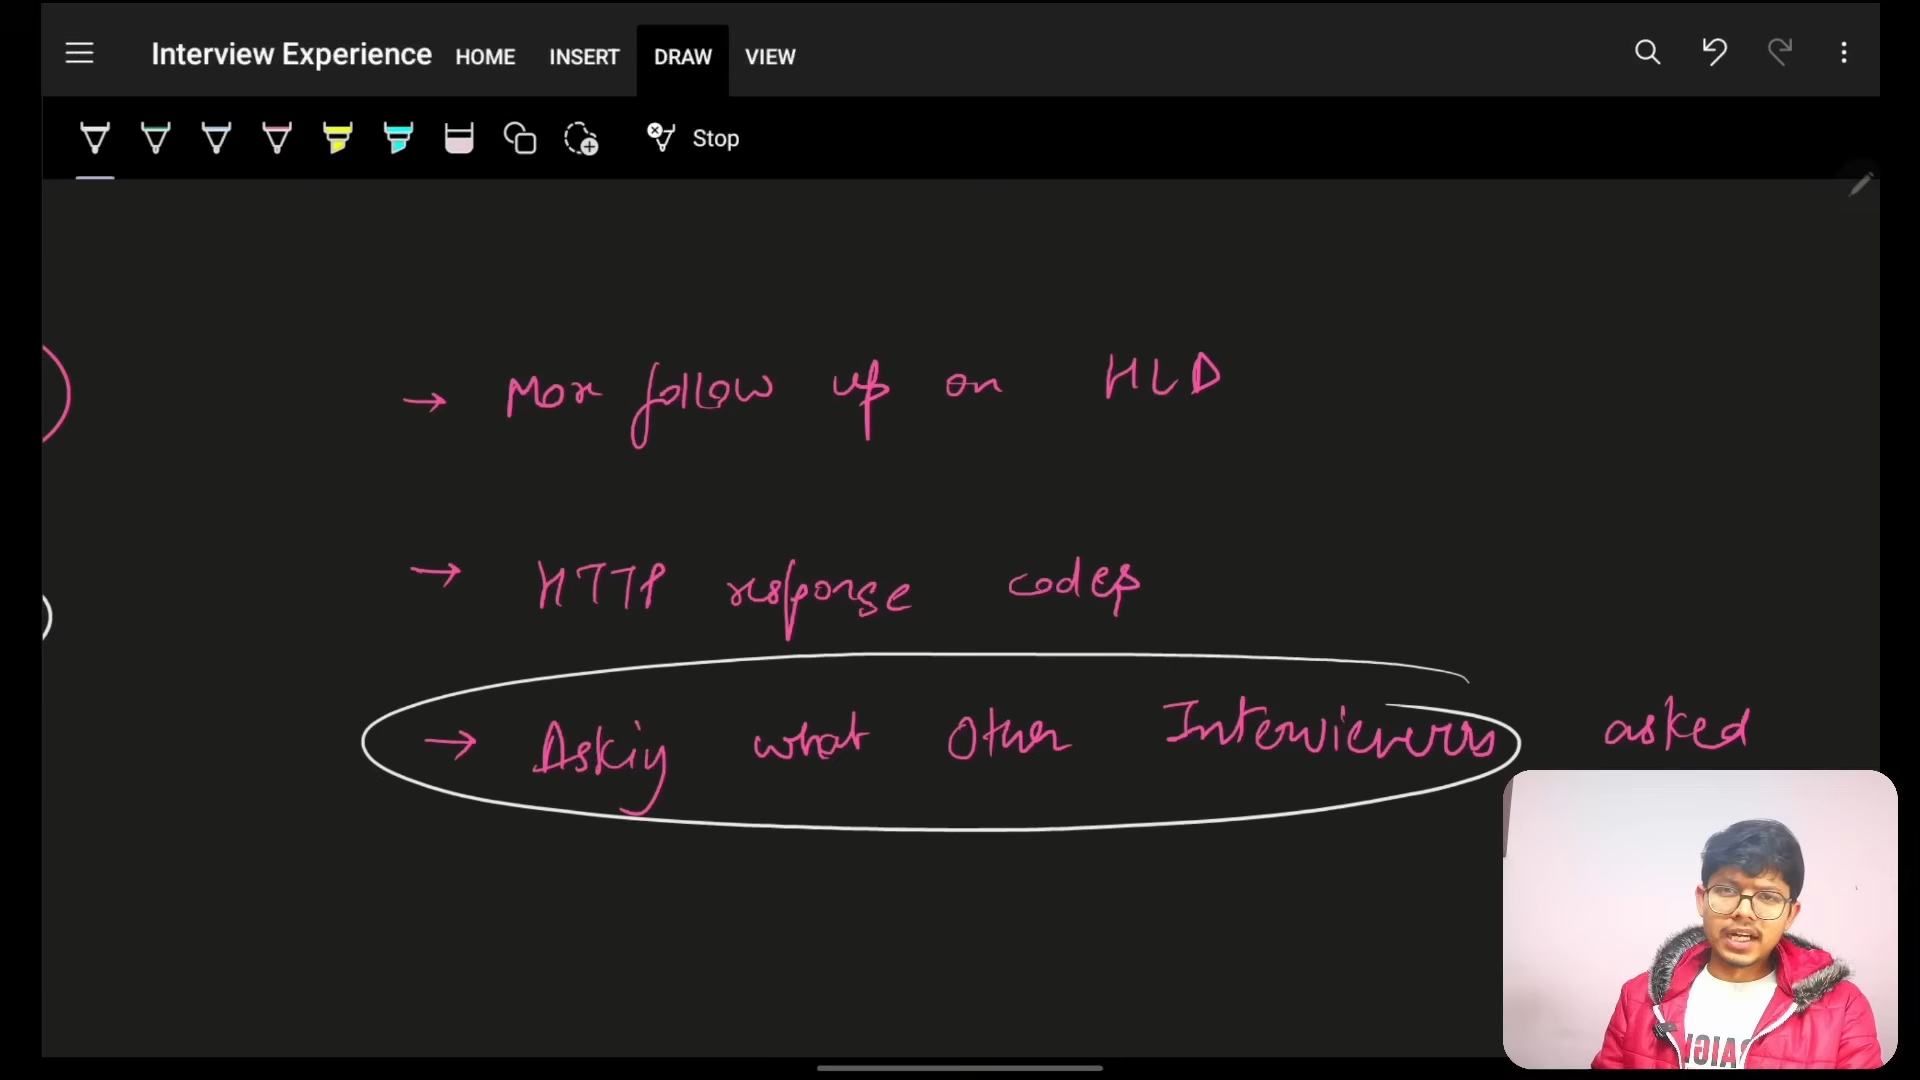 Interview Experience HOME INSERT DRAW VIEW
Stop
→ More follow up on HLD
→ HTTP response codes
→ Asking what Other Interviewers asked